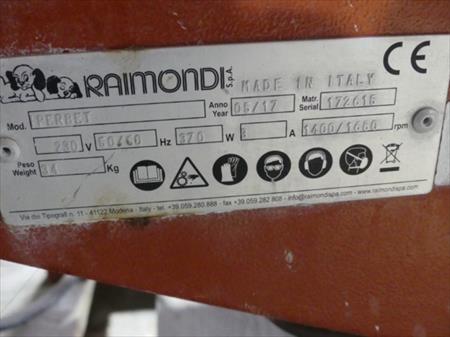 RAIMONDI S.p.A. MADE IN ITALY CE
Mod. PERBET Anno Year 05/17 Matr. Serial 172615
230 V 50/60 Hz 370 W 2 A 1400/1680 rpm
Peso Weight 34 Kg
Via dei Tipografi n. 11 - 41122 Modena - Italy - tel. +39.059.280.888 - fax +39.059.282.808 - info@raimondispa.com - www.raimondispa.com